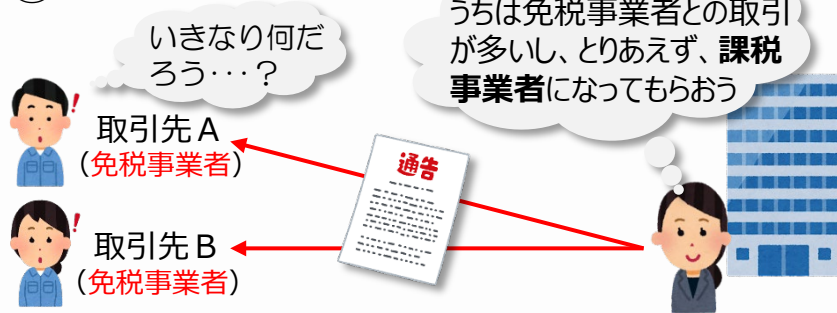 いきなり何だ
ろう・・・?
うちは免税事業者との取引
が多いし、とりあえず、課税
事業者になってもらおう
取引先A
(免税事業者)
通告
取引先B
(免税事業者)